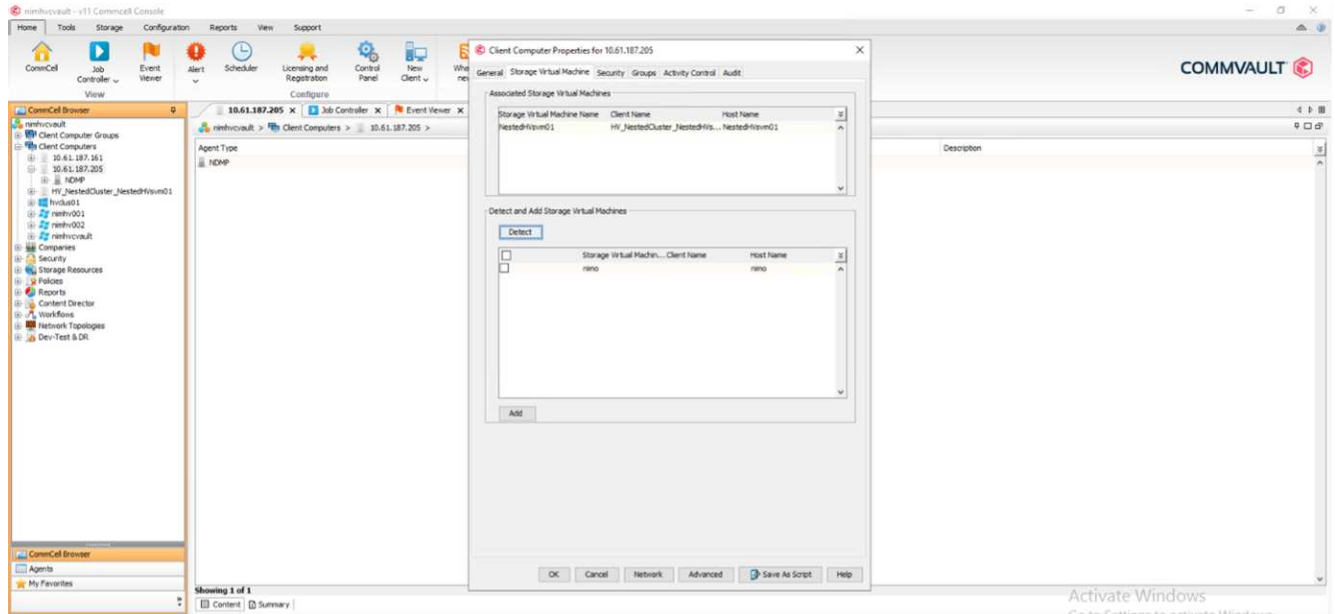 nimhvcvault - v11 Commcell Console
Home Tools Storage Configuration Reports View Support
CommCell Job Controller Event Viewer Alert Scheduler Licensing and Registration Control Panel New Client
View Configure
COMMVAULT
CommCell Browser
nimhvcvault
Client Computer Groups
Client Computers
10.61.187.161
10.61.187.205
NDMP
HV_NestedCluster_NestedHVsvm01
hvclus01
nimhv001
nimhv002
nimhvcvault
Companies
Security
Storage Resources
Policies
Reports
Content Director
Workflows
Network Topologies
Dev-Test & DR
CommCell Browser
Agents
My Favorites
10.61.187.205 Job Controller Event Viewer
nimhvcvault > Client Computers > 10.61.187.205 >
Agent Type Description
NDMP
Showing 1 of 1
Content Summary
Client Computer Properties for 10.61.187.205
General Storage Virtual Machine Security Groups Activity Control Audit
Associated Storage Virtual Machines
Storage Virtual Machine Name Client Name Host Name
NestedHVsvm01 HV_NestedCluster_NestedHVs... NestedHVsvm01
Detect and Add Storage Virtual Machines
Detect
Storage Virtual Machin... Client Name Host Name
nimo nimo
Add
OK Cancel Network Advanced Save As Script Help
Activate Windows